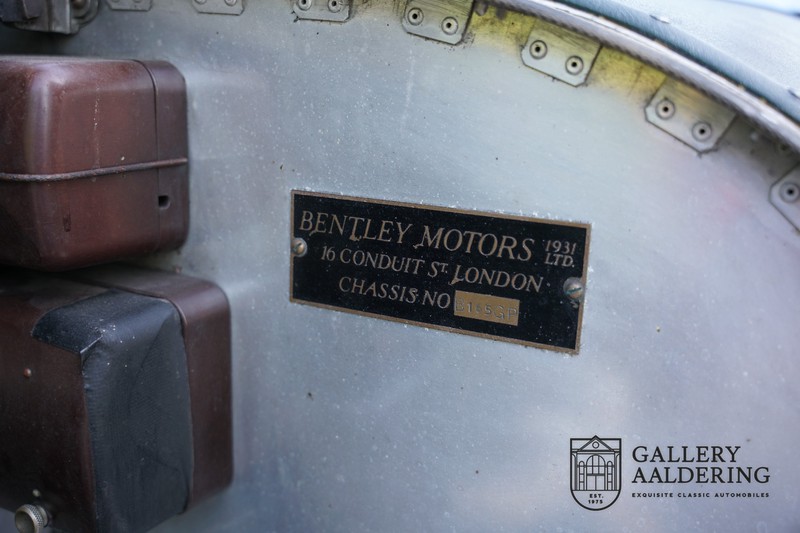 BENTLEY MOTORS 1931 LTD.
16 CONDUIT ST. LONDON
CHASSIS NO
GALLERY
AALDERING
EXQUISITE CLASSIC AUTOMOBILES
EST.
1975